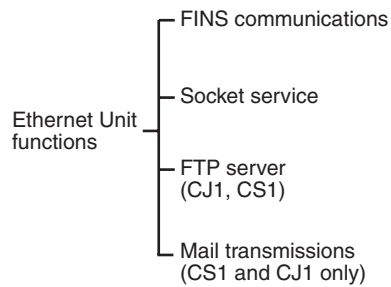 FINS communications
Socket service
Ethernet Unit
functions
FTP server
(CJ1, CS1)
Mail transmissions
(CS1 and CJ1 only)